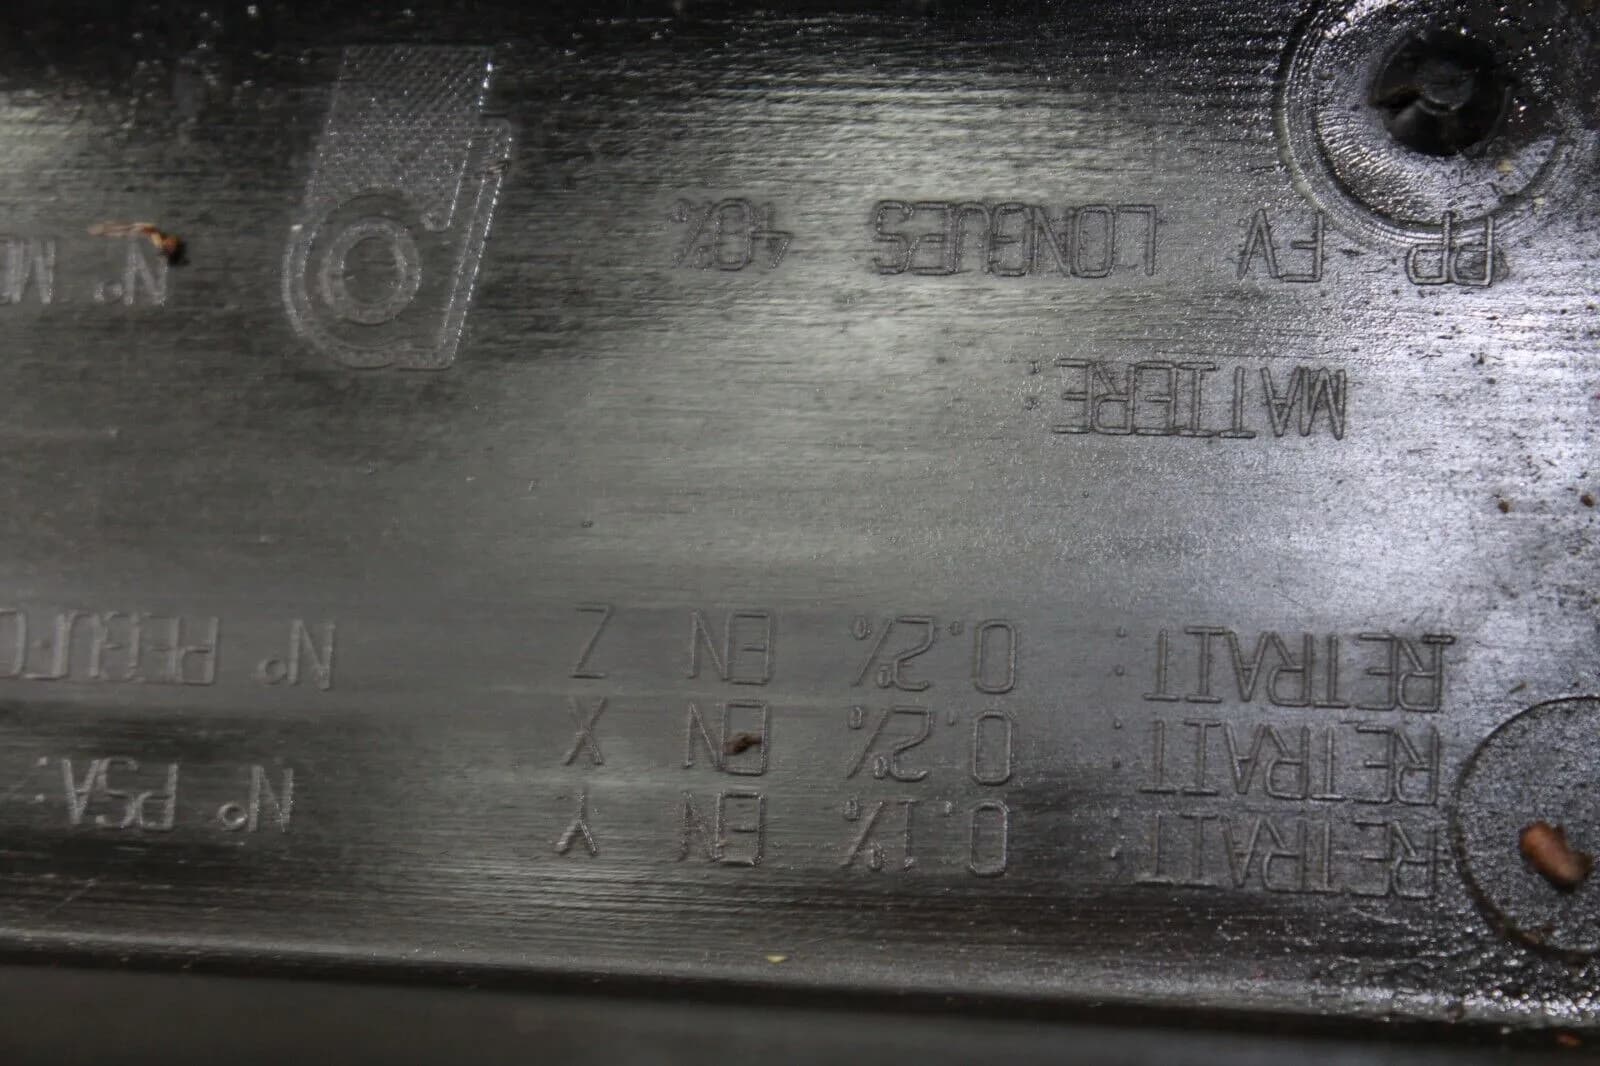 RETRAIT: 0.1% EN Y
RETRAIT: 0.2% EN X
RETRAIT: 0.2% EN Z
MATIERE:
PP FV LONGUES 40%
N° PSA:
N°
N°